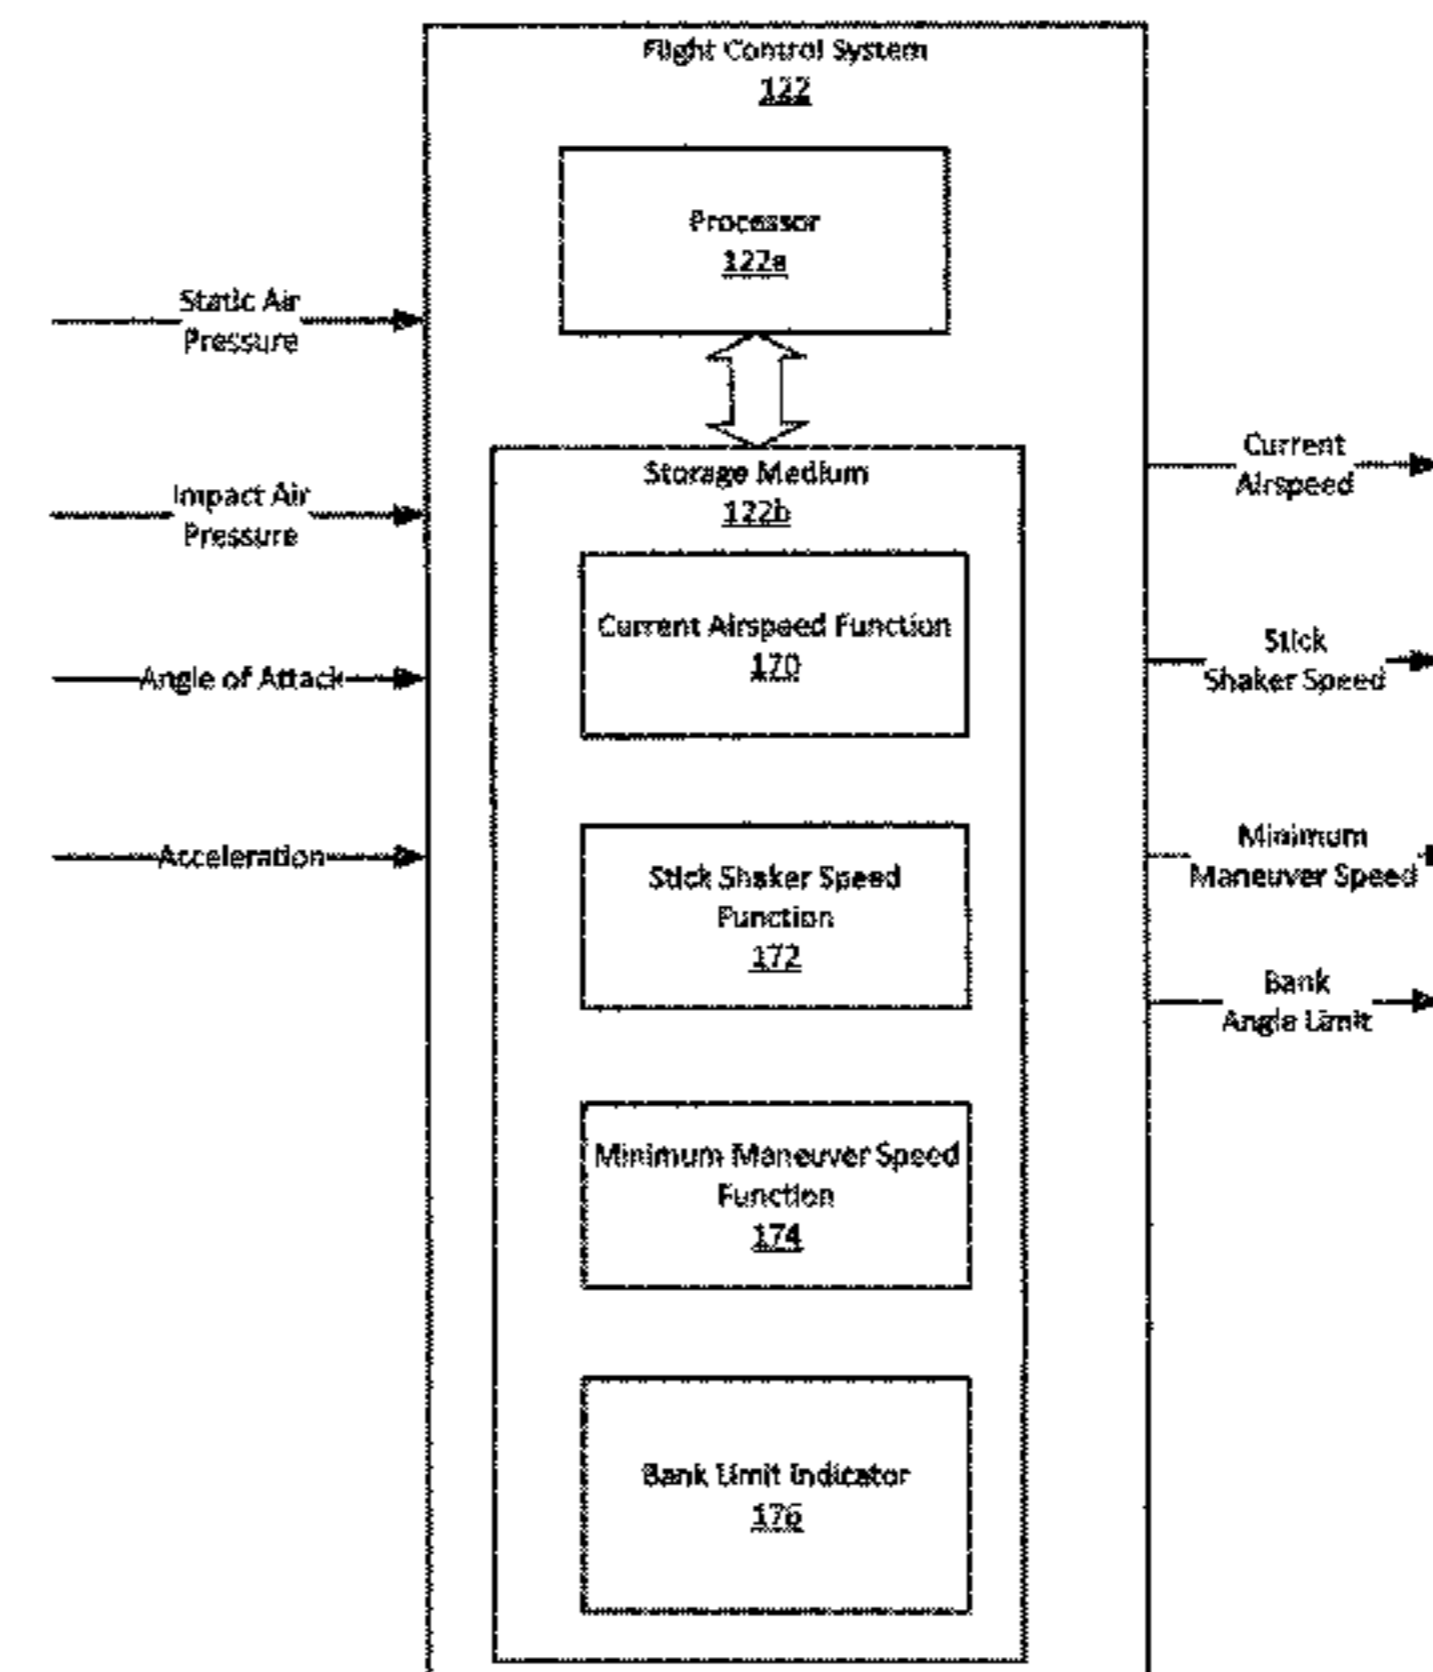 Flight Control System
122
Processor
122a
Static Air
Pressure
Impact Air
Pressure
Angle of Attack
Acceleration
Storage Medium
122b
Current Airspeed Function
170
Stick Shaker Speed
Function
172
Minimum Maneuver Speed
Function
174
Bank Limit Indicator
176
Current
Airspeed
Stick
Shaker Speed
Minimum
Maneuver Speed
Bank
Angle Limit